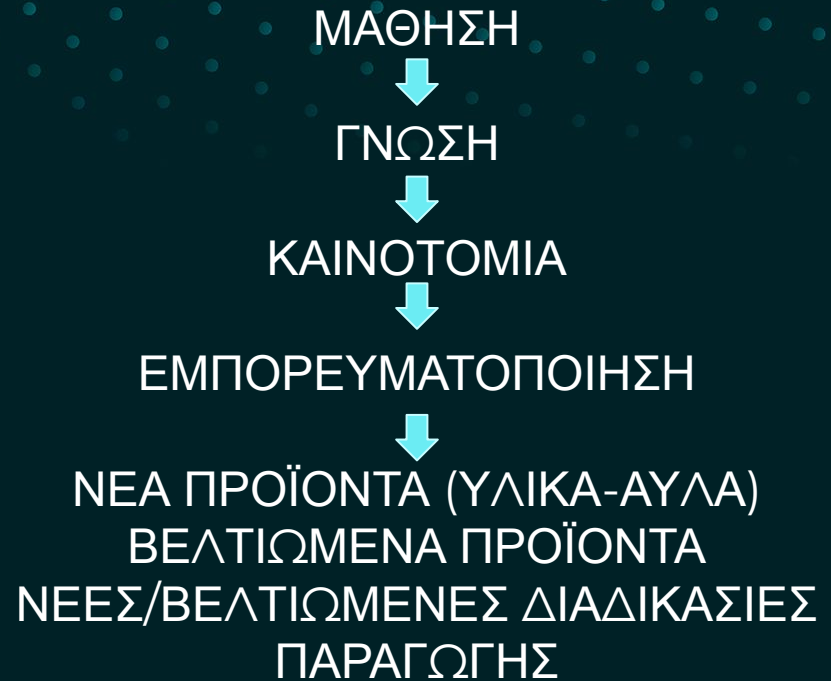 ΜΑΘΗΣΗ
ΓΝΩΣΗ
ΚΑΙΝΟΤΟΜΙΑ
ΕΜΠΟΡΕΥΜΑΤΟΠΟΙΗΣΗ
ΝΕΑ ΠΡΟΪΟΝΤΑ (ΥΛΙΚΑ-ΑΥΛΑ)
ΒΕΛΤΙΩΜΕΝΑ ΠΡΟΪΟΝΤΑ
ΝΕΕΣ/ΒΕΛΤΙΩΜΕΝΕΣ ΔΙΑΔΙΚΑΣΙΕΣ
ΠΑΡΑΓΩΓΗΣ